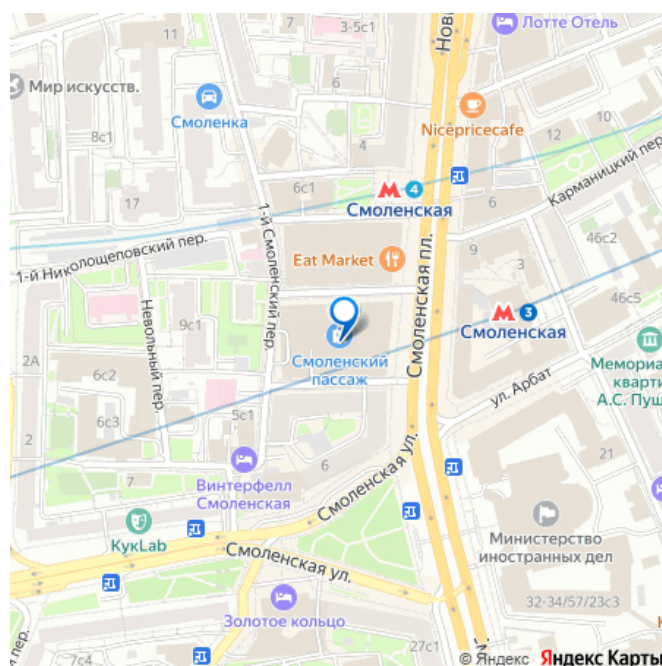 Лотте Отель
3-5с1
11
Нови
Мир искусств.
6
Смоленка
Nicepricecafe
8с1
4
12
10
4
6с1
Смоленская
17
6
Карманицкий пер.
1-й Смоленский пер.
1-й Николощеповский пер.
Eat Market
9
46с2
3
Смоленская пл.
Невольный пер.
46с5
3
Смоленская
9с1
2А
Смоленский
пассаж
Мемориа
кварти
А.С. Пуш
6с2
ул. Арбат
5с1
6с3
2
21
7
6
Винтерфелл
Смоленская
Смоленская ул.
КукLab
Министерство
иностранных дел
Смоленская ул.
Золотое кольцо
32-34/57/23с3
й пер.
27с1
7с4
6
8
© Яндекс Яндекс Карты